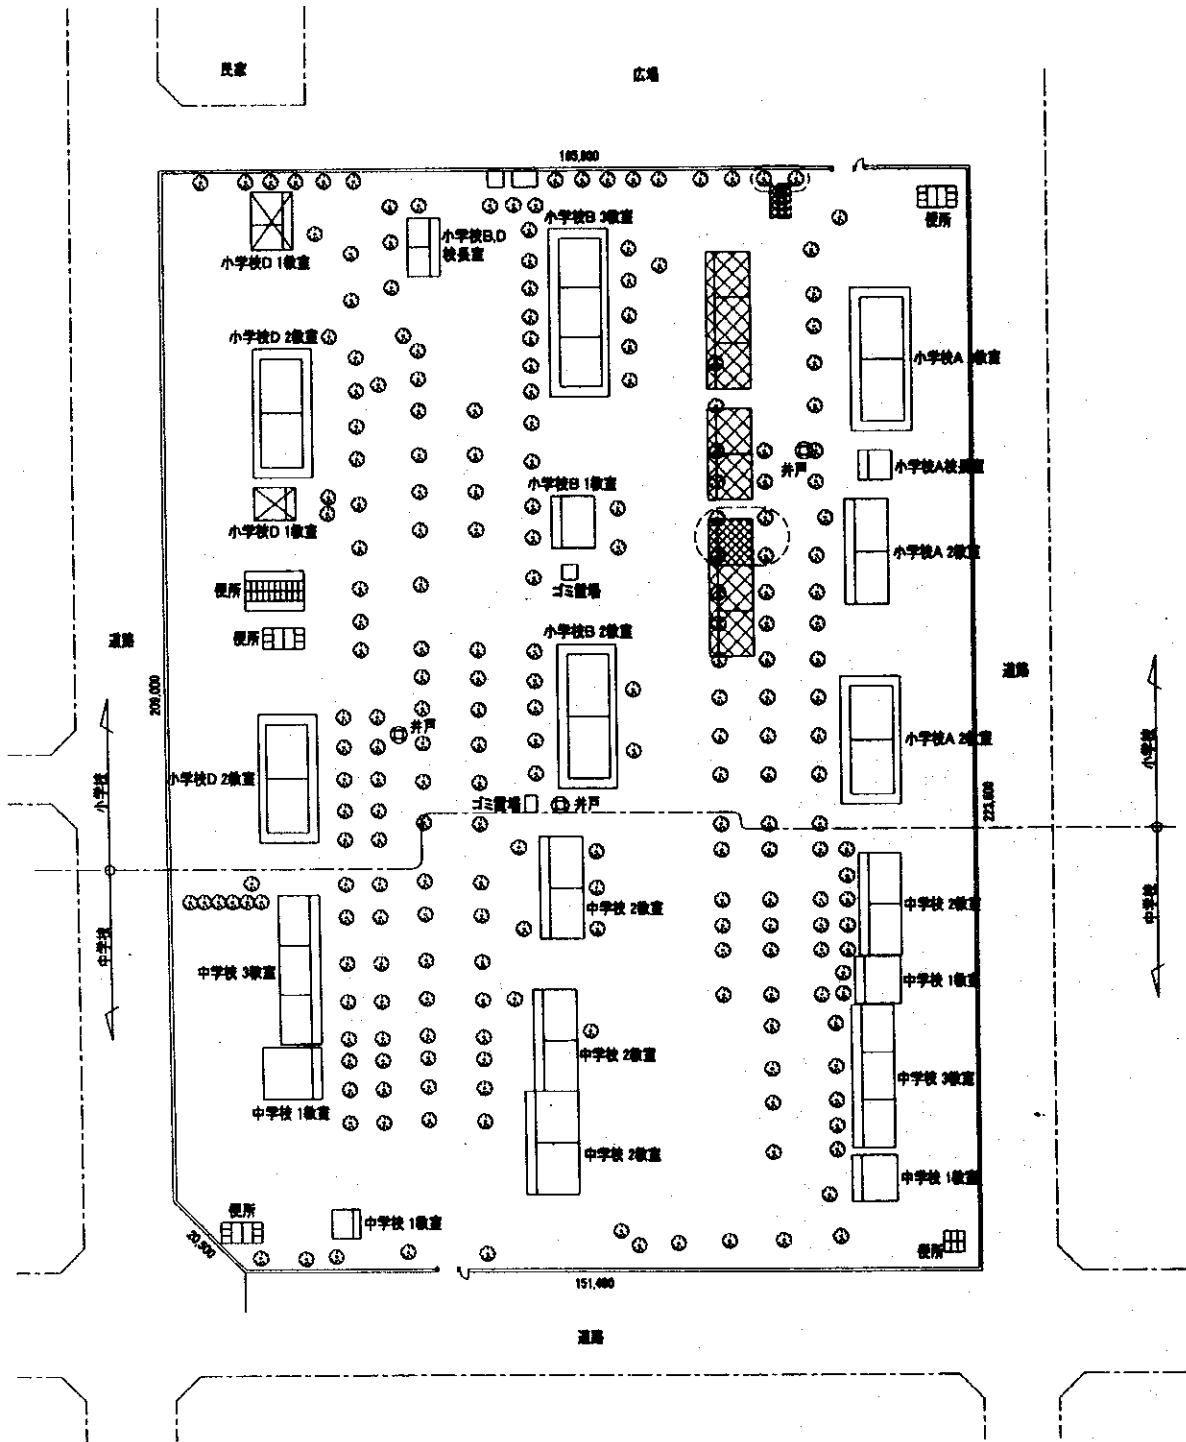 民家
広場
165,800
便所
小学校B 3教室
小学校B,D
校長室
小学校D 1教室
小学校D 2教室
小学校A 教室
井戸
小学校A校長室
小学校B 1教室
小学校D 1教室
小学校A 2教室
ゴミ置場
便所
便所
小学校B 2教室
道路
道路
209,000
井戸
小学校A 2教室
小学校
小学校
小学校D 2教室
ゴミ置場
井戸
223,600
中学校
中学校
中学校 2教室
中学校 2教室
中学校 3教室
中学校 1教室
中学校 2教室
中学校 3教室
中学校 1教室
中学校 2教室
中学校 1教室
便所
中学校 1教室
20,500
便所
151,400
道路